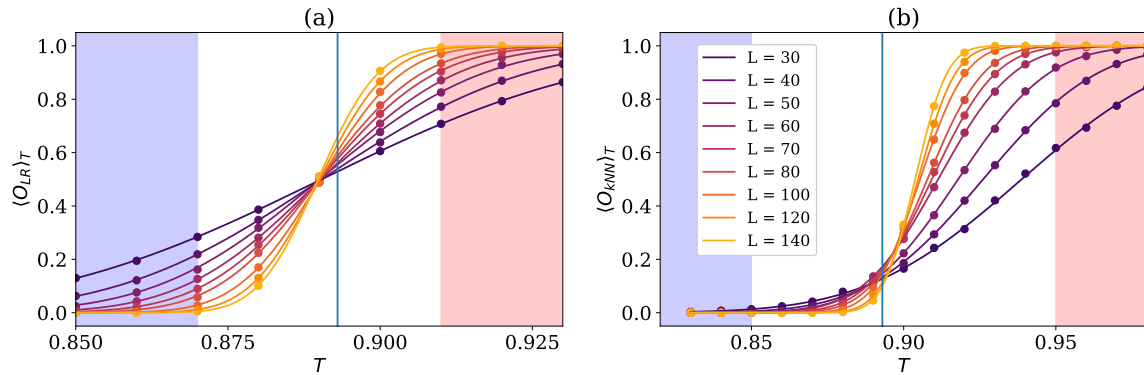 (a)
1.0
0.8
0.6
0.4
0.2
0.0
⟨O_LR⟩_T
0.850
0.875
0.900
0.925
T
(b)
1.0
0.8
0.6
0.4
0.2
0.0
⟨O_kNN⟩_T
L = 30
L = 40
L = 50
L = 60
L = 70
L = 80
L = 100
L = 120
L = 140
0.85
0.90
0.95
T